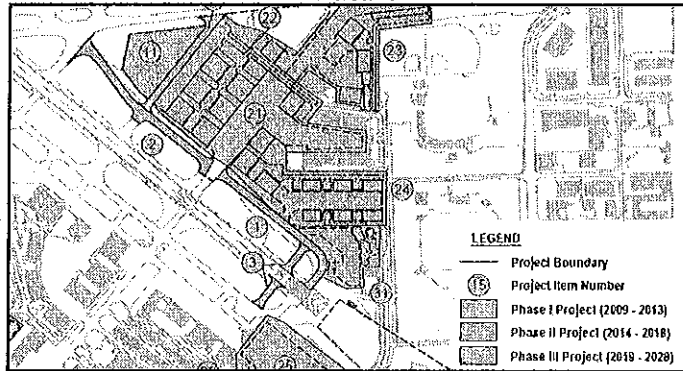 22
11
23
21
2
24
1
3
31
LEGEND
Project Boundary
15 Project Item Number
Phase I Project (2009 - 2013)
Phase II Project (2014 - 2018)
Phase III Project (2019 - 2028)